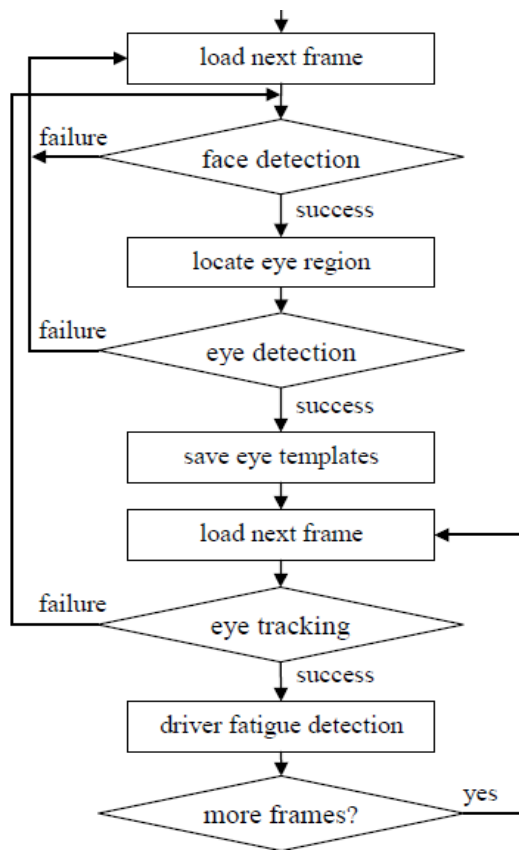 load next frame
failure
face detection
success
locate eye region
failure
eye detection
success
save eye templates
load next frame
failure
eye tracking
success
driver fatigue detection
yes
more frames?